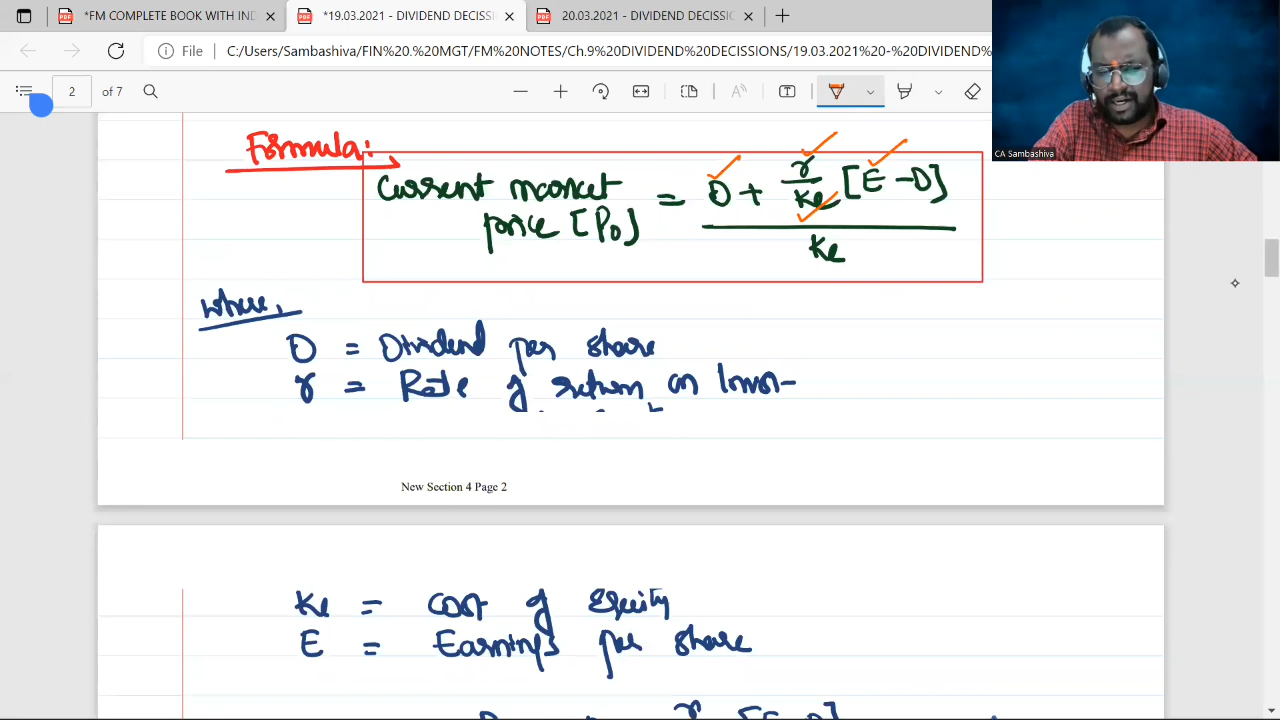 *FM COMPLETE BOOK WITH IND
*19.03.2021 - DIVIDEND DECISSIO
20.03.2021 - DIVIDEND DECISSIO
File
C:/Users/Sambashiva/FIN%20.%20MGT/FM%20NOTES/Ch.9%20DIVIDEND%20DECISSIONS/19.03.2021%20-%20DIVIDEND%
2 of 7
CA Sambashiva
Formula:
Current market price [P0] = D + r/Ke [E - D]
Ke
where,
D = Dividend per share
r = Rate of return on Inves-
New Section 4 Page 2
Ke = Cost of Equity
E = Earnings per share
r [E-D]